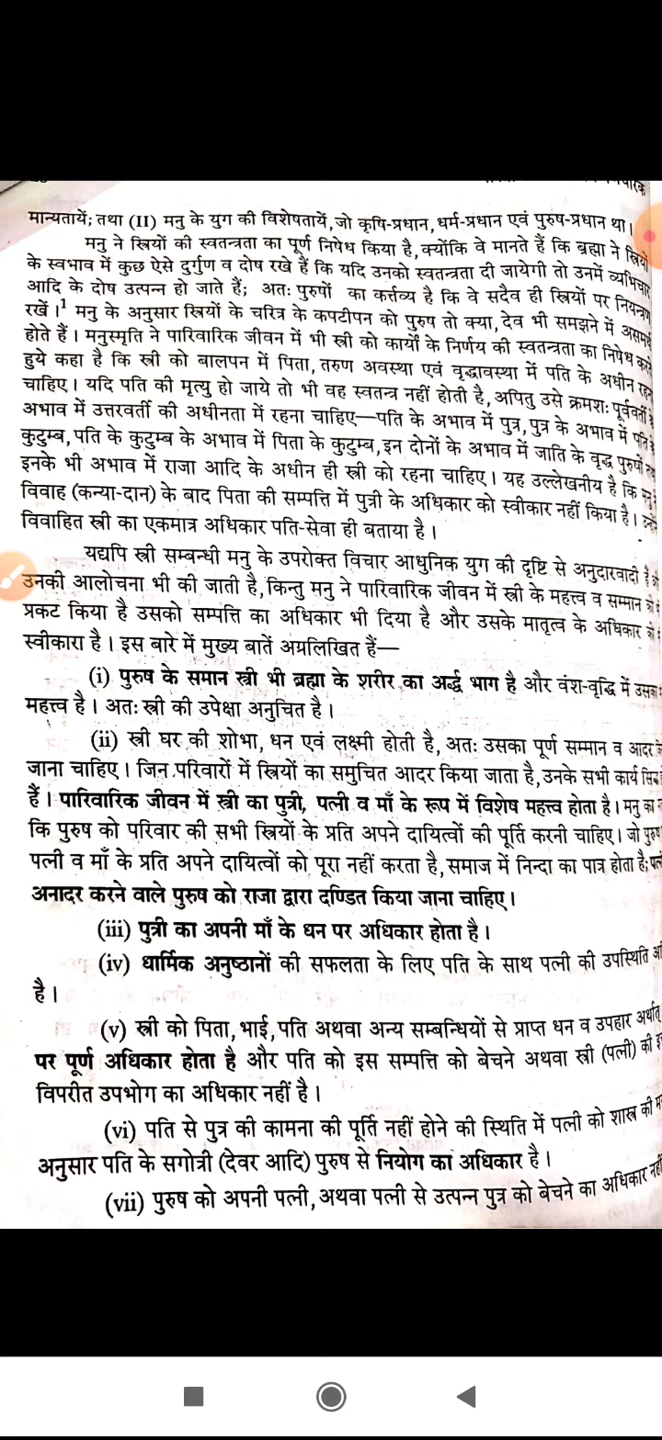 मान्यतायें; तथा (II) मनु के युग की विशेषतायें, जो कृषि-प्रधान, धर्म-प्रधान एवं पुरुष-प्रधान था।
मनु ने स्त्रियों की स्वतन्त्रता का पूर्ण निषेध किया है, क्योंकि वे मानते हैं कि ब्रह्मा ने स्त्रियों
के स्वभाव में कुछ ऐसे दुर्गुण व दोष रखे हैं कि यदि उनको स्वतन्त्रता दी जायेगी तो उनमें व्यभिचार
आदि के दोष उत्पन्न हो जाते हैं; अतः पुरुषों का कर्त्तव्य है कि वे सदैव ही स्त्रियों पर नियन्त्रण
रखें।¹ मनु के अनुसार स्त्रियों के चरित्र के कपटीपन को पुरुष तो क्या, देव भी समझने में असमर्थ
होते हैं। मनुस्मृति ने पारिवारिक जीवन में भी स्त्री को कार्यों के निर्णय की स्वतन्त्रता का निषेध करते
हुये कहा है कि स्त्री को बालपन में पिता, तरुण अवस्था एवं वृद्धावस्था में पति के अधीन रहना
चाहिए। यदि पति की मृत्यु हो जाये तो भी वह स्वतन्त्र नहीं होती है, अपितु उसे क्रमशः पूर्ववर्ती के
अभाव में उत्तरवर्ती की अधीनता में रहना चाहिए—पति के अभाव में पुत्र, पुत्र के अभाव में पति के
कुटुम्ब, पति के कुटुम्ब के अभाव में पिता के कुटुम्ब, इन दोनों के अभाव में जाति के वृद्ध पुरुषों तथा
इनके भी अभाव में राजा आदि के अधीन ही स्त्री को रहना चाहिए। यह उल्लेखनीय है कि मनु ने
विवाह (कन्या-दान) के बाद पिता की सम्पत्ति में पुत्री के अधिकार को स्वीकार नहीं किया है।
विवाहित स्त्री का एकमात्र अधिकार पति-सेवा ही बताया है।
यद्यपि स्त्री सम्बन्धी मनु के उपरोक्त विचार आधुनिक युग की दृष्टि से अनुदारवादी हैं
उनकी आलोचना भी की जाती है, किन्तु मनु ने पारिवारिक जीवन में स्त्री के महत्त्व व सम्मान को
प्रकट किया है उसको सम्पत्ति का अधिकार भी दिया है और उसके मातृत्व के अधिकार को
स्वीकारा है। इस बारे में मुख्य बातें अग्रलिखित हैं—
(i) पुरुष के समान स्त्री भी ब्रह्मा के शरीर का अर्द्ध भाग है और वंश-वृद्धि में उसका
महत्त्व है। अतः स्त्री की उपेक्षा अनुचित है।
(ii) स्त्री घर की शोभा, धन एवं लक्ष्मी होती है, अतः उसका पूर्ण सम्मान व आदर
जाना चाहिए। जिन परिवारों में स्त्रियों का समुचित आदर किया जाता है, उनके सभी कार्य सिद्ध
हैं। पारिवारिक जीवन में स्त्री का पुत्री, पत्नी व माँ के रूप में विशेष महत्त्व होता है। मनु का
कि पुरुष को परिवार की सभी स्त्रियों के प्रति अपने दायित्वों की पूर्ति करनी चाहिए। जो पुरुष
पत्नी व माँ के प्रति अपने दायित्वों को पूरा नहीं करता है, समाज में निन्दा का पात्र होता है;
अनादर करने वाले पुरुष को राजा द्वारा दण्डित किया जाना चाहिए।
(iii) पुत्री का अपनी माँ के धन पर अधिकार होता है।
(iv) धार्मिक अनुष्ठानों की सफलता के लिए पति के साथ पत्नी की उपस्थिति
है।
(v) स्त्री को पिता, भाई, पति अथवा अन्य सम्बन्धियों से प्राप्त धन व उपहार अर्थात्
पर पूर्ण अधिकार होता है और पति को इस सम्पत्ति को बेचने अथवा स्त्री (पत्नी) की
विपरीत उपभोग का अधिकार नहीं है।
(vi) पति से पुत्र की कामना की पूर्ति नहीं होने की स्थिति में पत्नी को शास्त्र की
अनुसार पति के सगोत्री (देवर आदि) पुरुष से नियोग का अधिकार है।
(vii) पुरुष को अपनी पत्नी, अथवा पत्नी से उत्पन्न पुत्र को बेचने का अधिकार नहीं